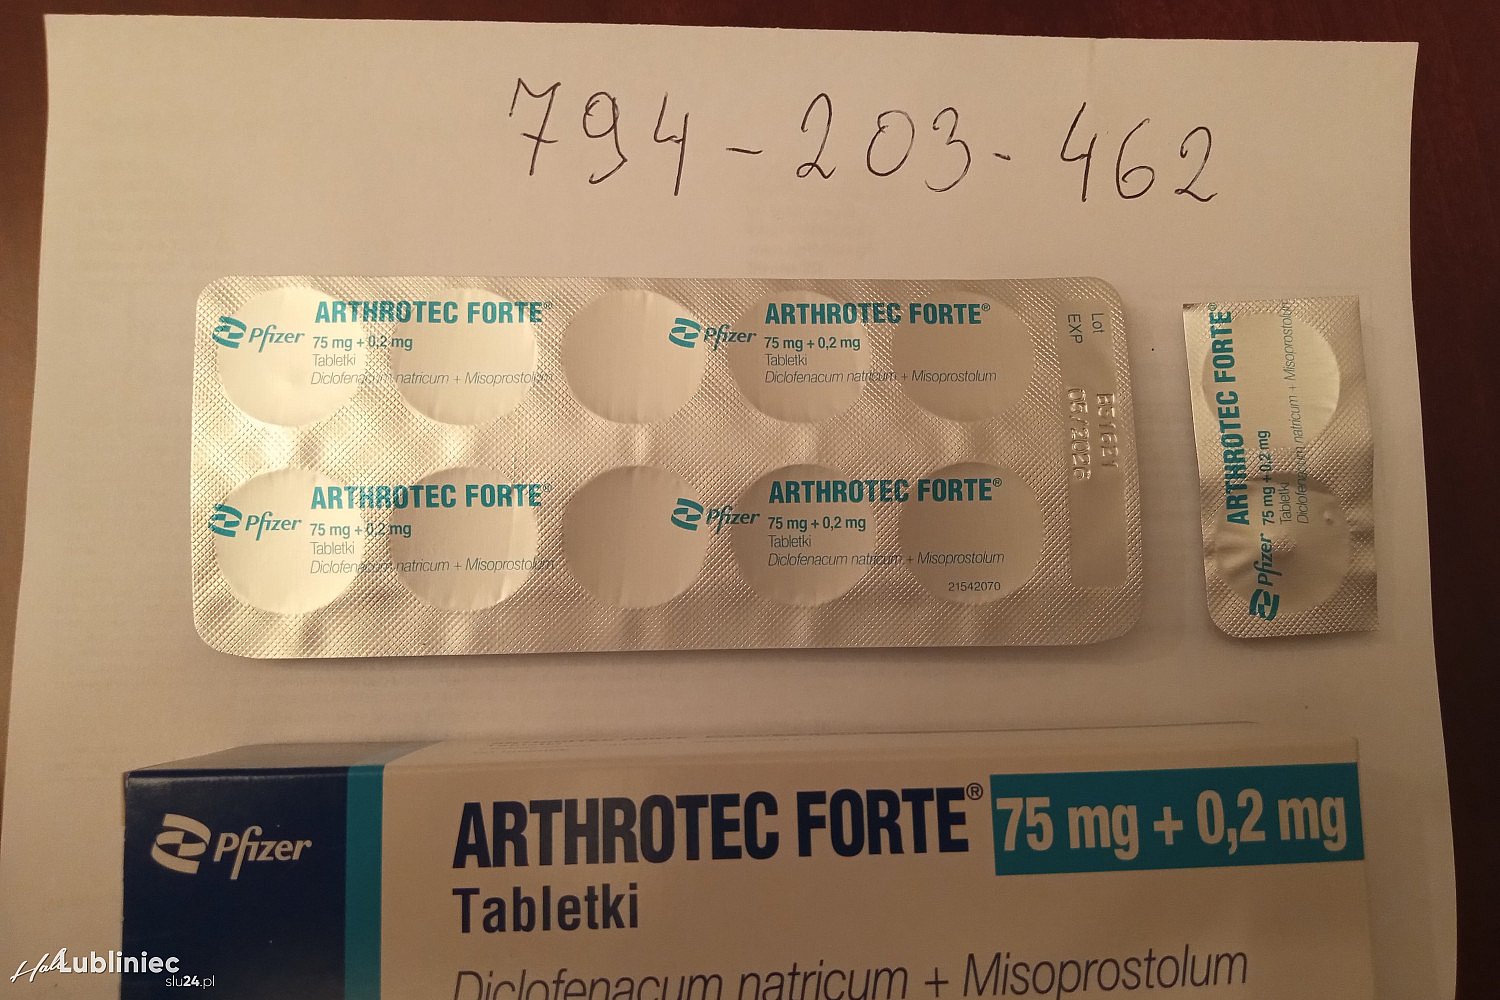 794-203-462
Pfizer ARTHROTEC FORTE®
75 mg + 0,2 mg
Tabletki
Diclofenacum natricum + Misoprostolum
Pfizer ARTHROTEC FORTE®
75 mg + 0,2 mg
Tabletki
Diclofenacum natricum + Misoprostolum
Lot
EXP
BS1621
05/2026
Pfizer ARTHROTEC FORTE®
75 mg + 0,2 mg
Tabletki
Diclofenacum natricum + Misoprostolum
Pfizer ARTHROTEC FORTE®
75 mg + 0,2 mg
Tabletki
Diclofenacum natricum + Misoprostolum
21542070
Pfizer ARTHROTEC FORTE®
75 mg + 0,2 mg
Tabletki
Diclofenacum natricum + Misoprostolum
Pfizer
ARTHROTEC FORTE® 75 mg + 0,2 mg
Tabletki
Diclofenacum natricum + Misoprostolum
Halo Lubliniec
slu24.pl